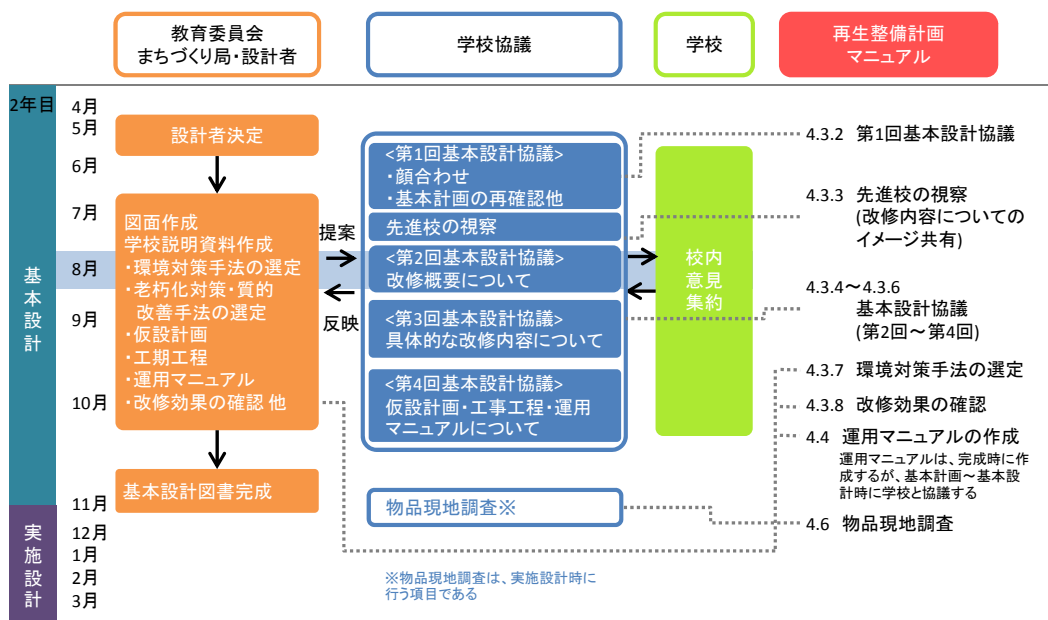 教育委員会
まちづくり局・設計者
学校協議
学校
再生整備計画
マニュアル
2年目
4月
5月
6月
7月
8月
9月
10月
11月
12月
1月
2月
3月
基本設計
実施設計
設計者決定
図面作成
学校説明資料作成
・環境対策手法の選定
・老朽化対策・質的
改善手法の選定
・仮設計画
・工期工程
・運用マニュアル
・改修効果の確認 他
基本設計図書完成
提案
反映
<第1回基本設計協議>
・顔合わせ
・基本計画の再確認他
先進校の視察
<第2回基本設計協議>
改修概要について
<第3回基本設計協議>
具体的な改修内容について
<第4回基本設計協議>
仮設計画・工事工程・運用
マニュアルについて
物品現地調査※
※物品現地調査は、実施設計時に
行う項目である
校内
意見
集約
4.3.2 第1回基本設計協議
4.3.3 先進校の視察
(改修内容についての
イメージ共有)
4.3.4～4.3.6
基本設計協議
(第2回～第4回)
4.3.7 環境対策手法の選定
4.3.8 改修効果の確認
4.4 運用マニュアルの作成
運用マニュアルは、完成時に作
成するが、基本計画～基本設
計時に学校と協議する
4.6 物品現地調査